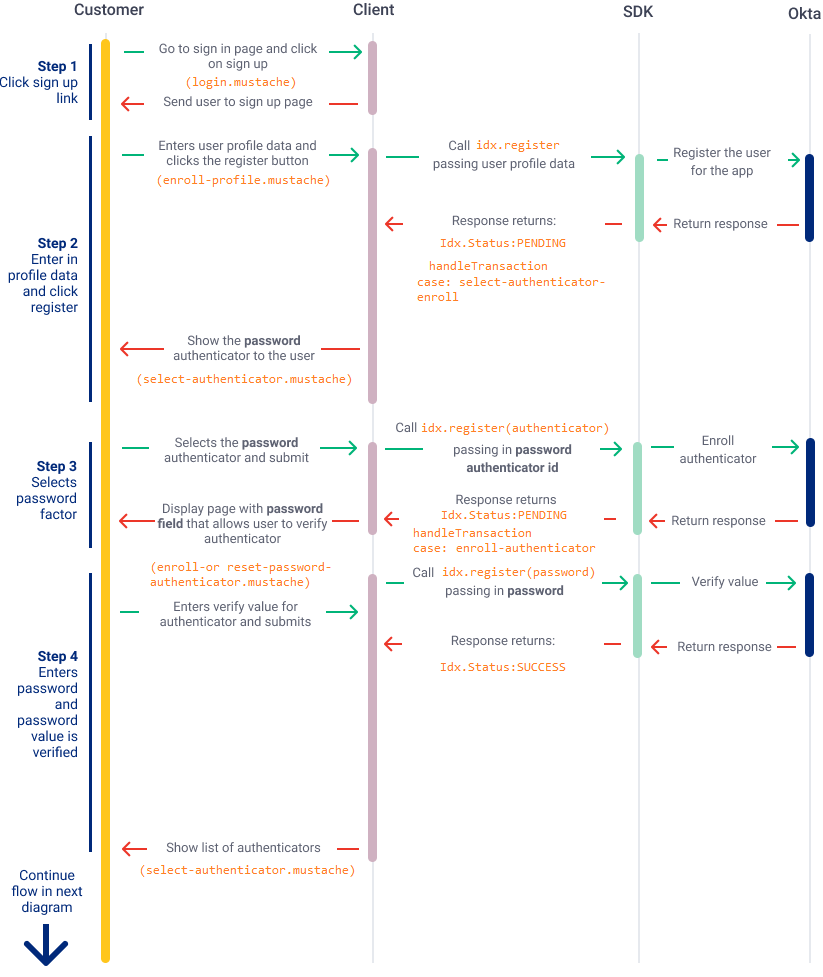 Customer
Client
SDK
Okta
Step 1
Click sign up
link
Go to sign in page and click
on sign up
(login.mustache)
Send user to sign up page
Step 2
Enter in
profile data
and click
register
Enters user profile data and
clicks the register button
(enroll-profile.mustache)
Call idx.register
passing user profile data
Register the user
for the app
Return response
Response returns:
Idx.Status:PENDING
handleTransaction
case: select-authenticator-
enroll
Show the password
authenticator to the user
(select-authenticator.mustache)
Step 3
Selects
password
factor
Selects the password
authenticator and submit
Call idx.register(authenticator)
passing in password
authenticator id
Enroll
authenticator
Return response
Response returns
Idx.Status:PENDING
handleTransaction
case: enroll-authenticator
Display page with password
field that allows user to verify
authenticator
(enroll-or reset-password-
authenticator.mustache)
Step 4
Enters
password
and
password
value is
verified
Enters verify value for
authenticator and submits
Call idx.register(password)
passing in password
Verify value
Return response
Response returns:
Idx.Status:SUCCESS
Show list of authenticators
(select-authenticator.mustache)
Continue
flow in next
diagram